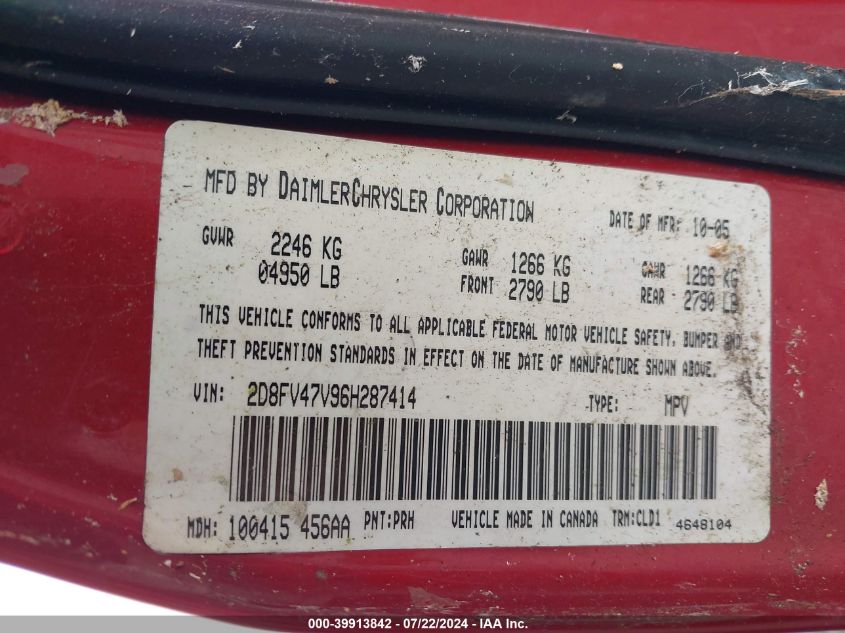 MFD BY DAIMLERCHRYSLER CORPORATION DATE OF MFR: 10-05
GVWR 2246 KG GAWR 1266 KG GAWR 1266 KG
04950 LB FRONT 2790 LB REAR 2790 LB
THIS VEHICLE CONFORMS TO ALL APPLICABLE FEDERAL MOTOR VEHICLE SAFETY, BUMPER AND
THEFT PREVENTION STANDARDS IN EFFECT ON THE DATE OF MANUFACTURE SHOWN ABOVE.
VIN: 2D8FV47V96H287414 TYPE: MPV
MDH: 100415 456AA PNT:PRH VEHICLE MADE IN CANADA TRM:CLD1 4648104
000-39913842 - 07/22/2024 - IAA Inc.